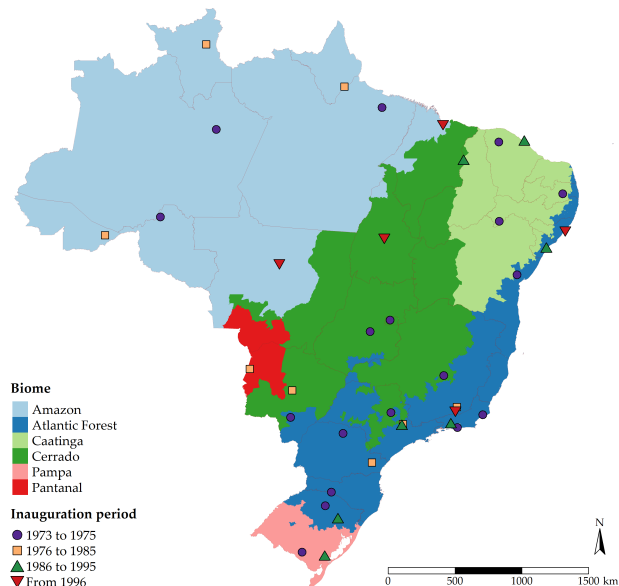 Biome
Amazon
Atlantic Forest
Caatinga
Cerrado
Pampa
Pantanal
Inauguration period
1973 to 1975
1976 to 1985
1986 to 1995
From 1996
N
0 500 1000 1500 km